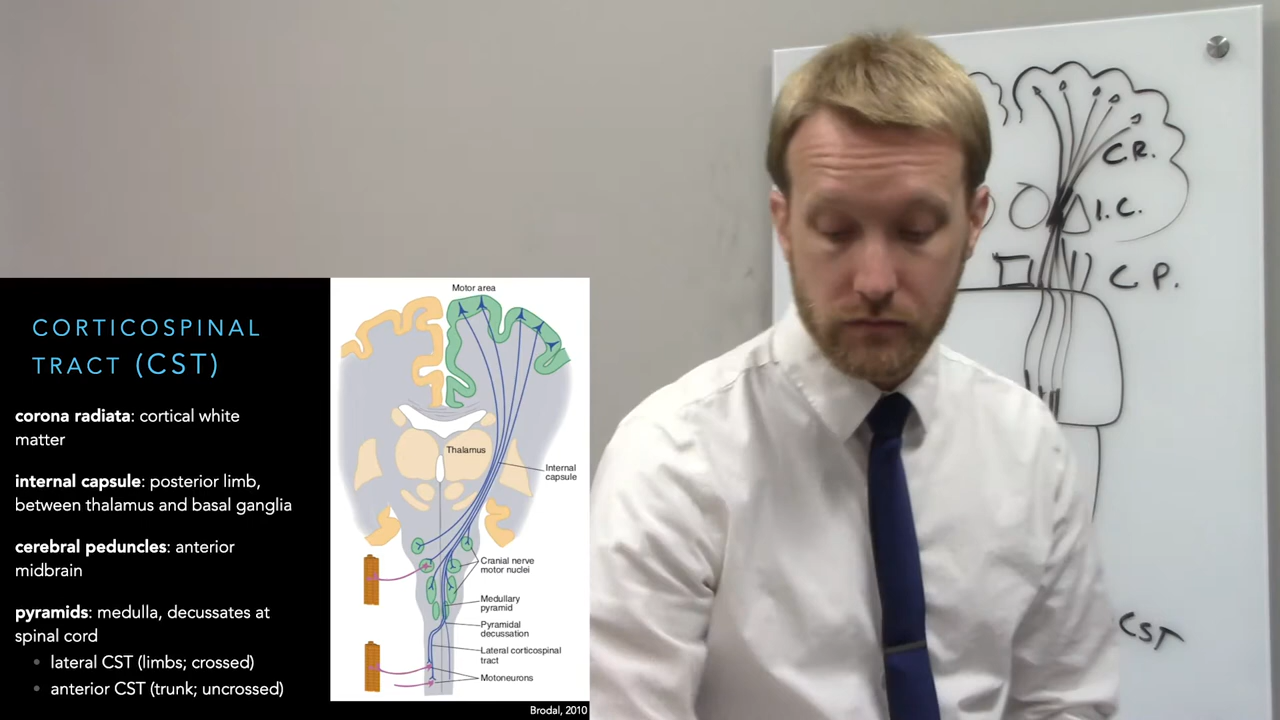 CORTICOSPINAL
TRACT (CST)
corona radiata: cortical white
matter
internal capsule: posterior limb,
between thalamus and basal ganglia
cerebral peduncles: anterior
midbrain
pyramids: medulla, decussates at
spinal cord
• lateral CST (limbs; crossed)
• anterior CST (trunk; uncrossed)
Motor area
Thalamus
Internal
capsule
Cranial nerve
motor nuclei
Medullary
pyramid
Pyramidal
decussation
Lateral corticospinal
tract
Motoneurons
Brodal, 2010
C.R.
I.C.
C.P.
CST